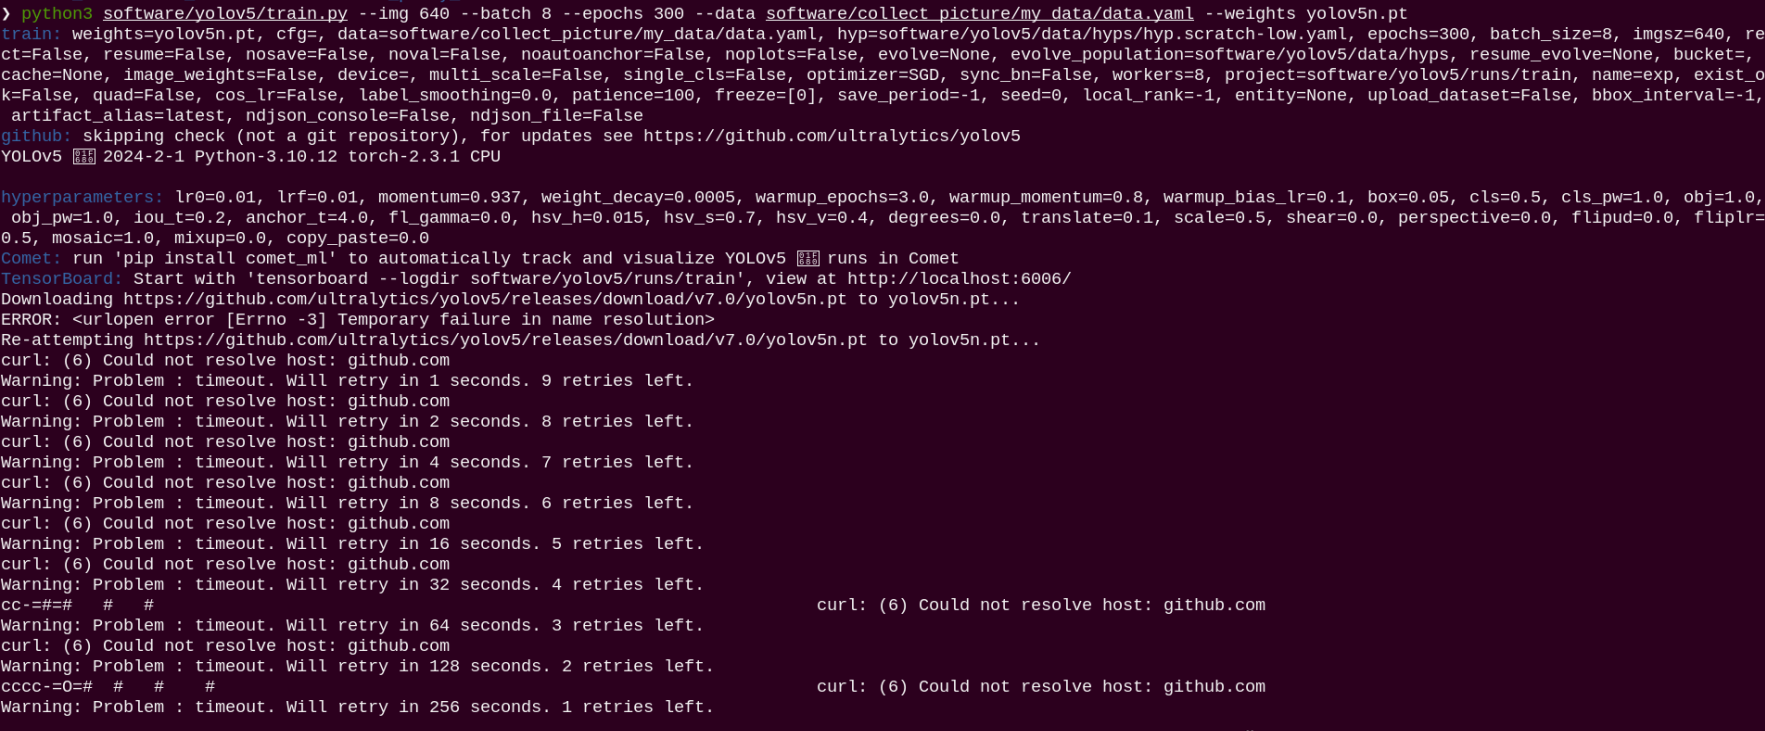 ❯ python3 software/yolov5/train.py --img 640 --batch 8 --epochs 300 --data software/collect_picture/my_data/data.yaml --weights yolov5n.pt
train: weights=yolov5n.pt, cfg=, data=software/collect_picture/my_data/data.yaml, hyp=software/yolov5/data/hyps/hyp.scratch-low.yaml, epochs=300, batch_size=8, imgsz=640, re
ct=False, resume=False, nosave=False, noval=False, noautoanchor=False, noplots=False, evolve=None, evolve_population=software/yolov5/data/hyps, resume_evolve=None, bucket=,
cache=None, image_weights=False, device=, multi_scale=False, single_cls=False, optimizer=SGD, sync_bn=False, workers=8, project=software/yolov5/runs/train, name=exp, exist_o
k=False, quad=False, cos_lr=False, label_smoothing=0.0, patience=100, freeze=[0], save_period=-1, seed=0, local_rank=-1, entity=None, upload_dataset=False, bbox_interval=-1,
 artifact_alias=latest, ndjson_console=False, ndjson_file=False
github: skipping check (not a git repository), for updates see https://github.com/ultralytics/yolov5
YOLOv5 🚀 2024-2-1 Python-3.10.12 torch-2.3.1 CPU
hyperparameters: lr0=0.01, lrf=0.01, momentum=0.937, weight_decay=0.0005, warmup_epochs=3.0, warmup_momentum=0.8, warmup_bias_lr=0.1, box=0.05, cls=0.5, cls_pw=1.0, obj=1.0,
 obj_pw=1.0, iou_t=0.2, anchor_t=4.0, fl_gamma=0.0, hsv_h=0.015, hsv_s=0.7, hsv_v=0.4, degrees=0.0, translate=0.1, scale=0.5, shear=0.0, perspective=0.0, flipud=0.0, fliplr=
0.5, mosaic=1.0, mixup=0.0, copy_paste=0.0
Comet: run 'pip install comet_ml' to automatically track and visualize YOLOv5 🚀 runs in Comet
TensorBoard: Start with 'tensorboard --logdir software/yolov5/runs/train', view at http://localhost:6006/
Downloading https://github.com/ultralytics/yolov5/releases/download/v7.0/yolov5n.pt to yolov5n.pt...
ERROR: <urlopen error [Errno -3] Temporary failure in name resolution>
Re-attempting https://github.com/ultralytics/yolov5/releases/download/v7.0/yolov5n.pt to yolov5n.pt...
curl: (6) Could not resolve host: github.com
Warning: Problem : timeout. Will retry in 1 seconds. 9 retries left.
curl: (6) Could not resolve host: github.com
Warning: Problem : timeout. Will retry in 2 seconds. 8 retries left.
curl: (6) Could not resolve host: github.com
Warning: Problem : timeout. Will retry in 4 seconds. 7 retries left.
curl: (6) Could not resolve host: github.com
Warning: Problem : timeout. Will retry in 8 seconds. 6 retries left.
curl: (6) Could not resolve host: github.com
Warning: Problem : timeout. Will retry in 16 seconds. 5 retries left.
curl: (6) Could not resolve host: github.com
Warning: Problem : timeout. Will retry in 32 seconds. 4 retries left.
cc-=#=#   #   # curl: (6) Could not resolve host: github.com
Warning: Problem : timeout. Will retry in 64 seconds. 3 retries left.
curl: (6) Could not resolve host: github.com
Warning: Problem : timeout. Will retry in 128 seconds. 2 retries left.
cccc-=O=#  #   #    # curl: (6) Could not resolve host: github.com
Warning: Problem : timeout. Will retry in 256 seconds. 1 retries left.